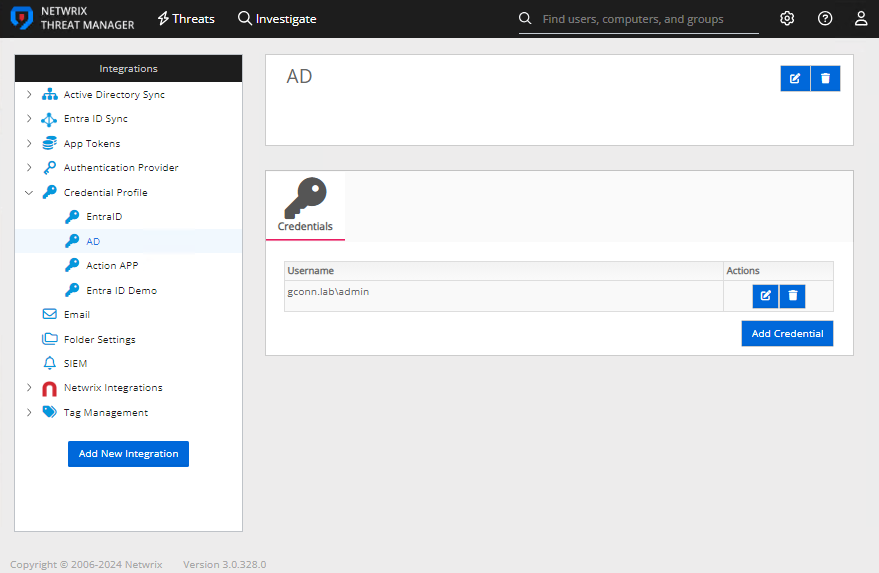 NETWRIX
THREAT MANAGER
Threats
Investigate
Find users, computers, and groups
Integrations
Active Directory Sync
Entra ID Sync
App Tokens
Authentication Provider
Credential Profile
EntraID
AD
Action APP
Entra ID Demo
Email
Folder Settings
SIEM
Netwrix Integrations
Tag Management
Add New Integration
AD
Credentials
Username Actions
gconn.lab\admin
Add Credential
Copyright © 2006-2024 Netwrix Version 3.0.328.0